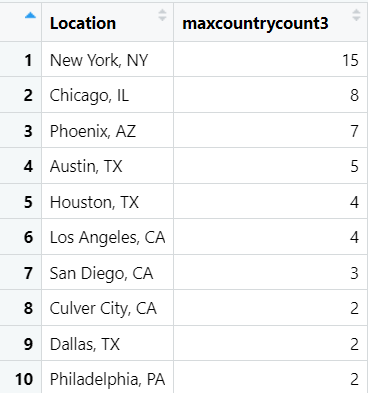 Location maxcountrycount3
1 New York, NY 15
2 Chicago, IL 8
3 Phoenix, AZ 7
4 Austin, TX 5
5 Houston, TX 4
6 Los Angeles, CA 4
7 San Diego, CA 3
8 Culver City, CA 2
9 Dallas, TX 2
10 Philadelphia, PA 2